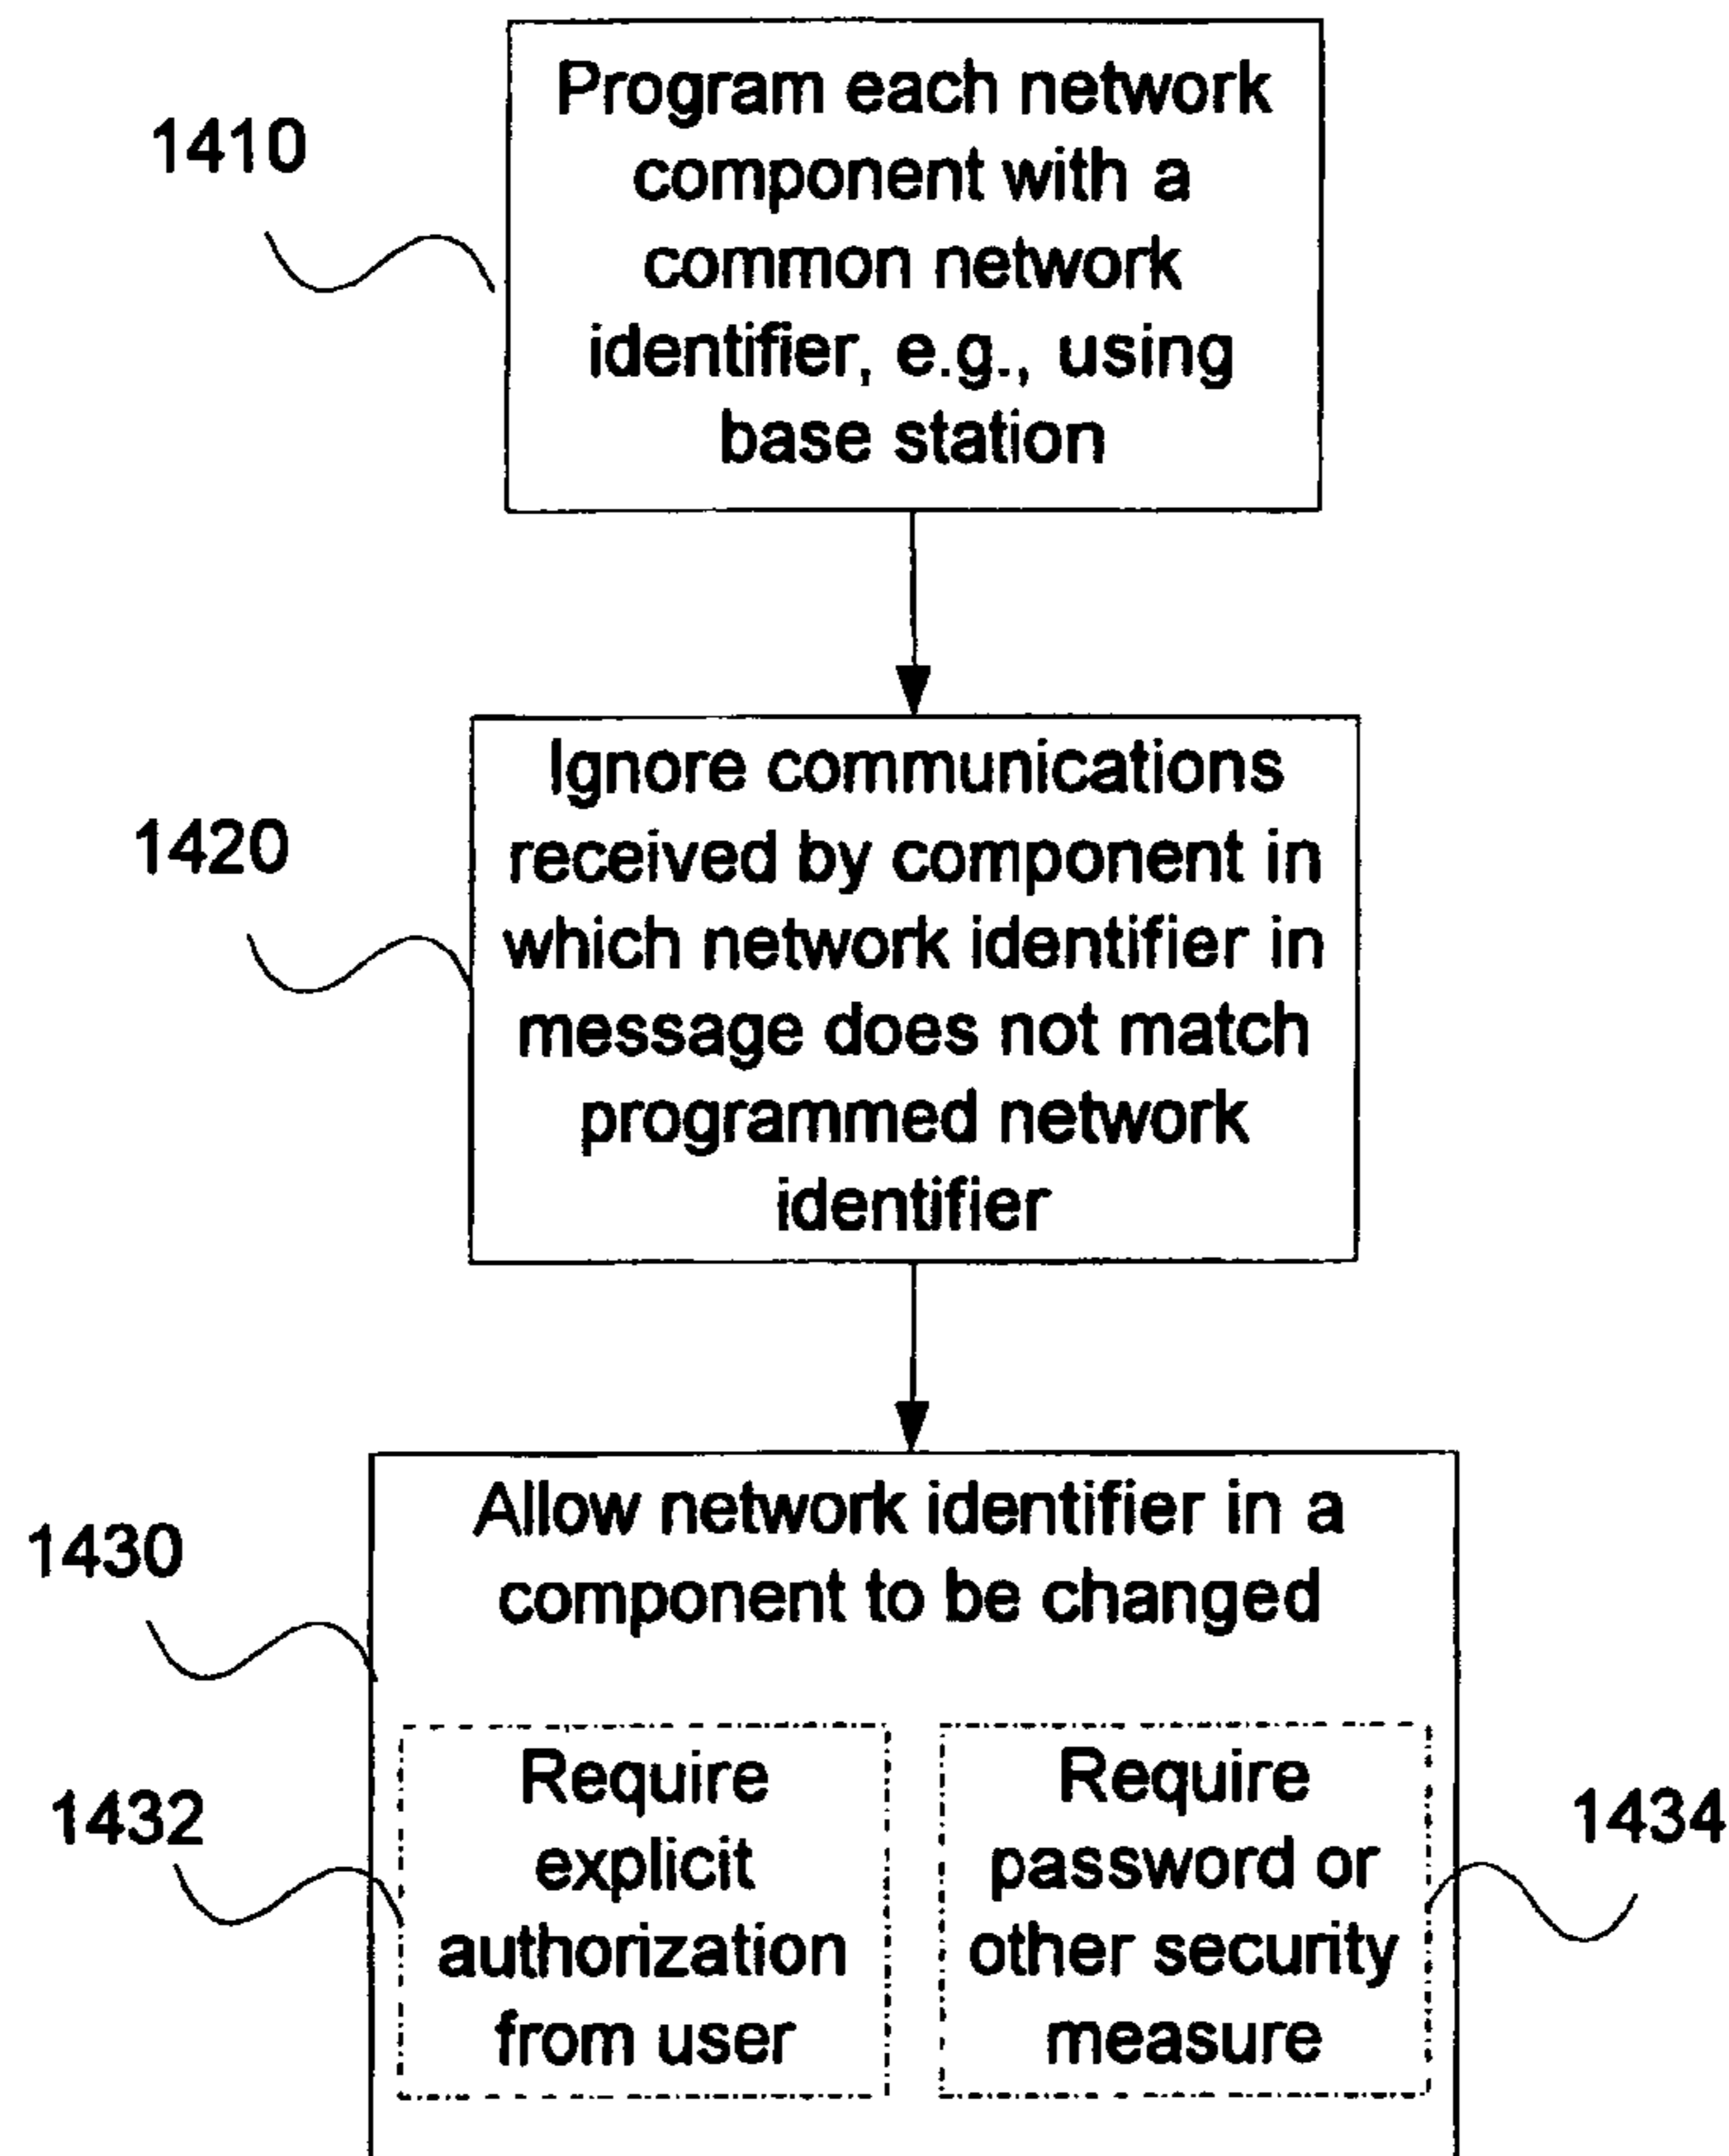 1410
Program each network
component with a
common network
identifier, e.g., using
base station
1420
Ignore communications
received by component in
which network identifier in
message does not match
programmed network
identifier
1430
Allow network identifier in a
component to be changed
1432
Require
explicit
authorization
from user
Require
password or
other security
measure
1434